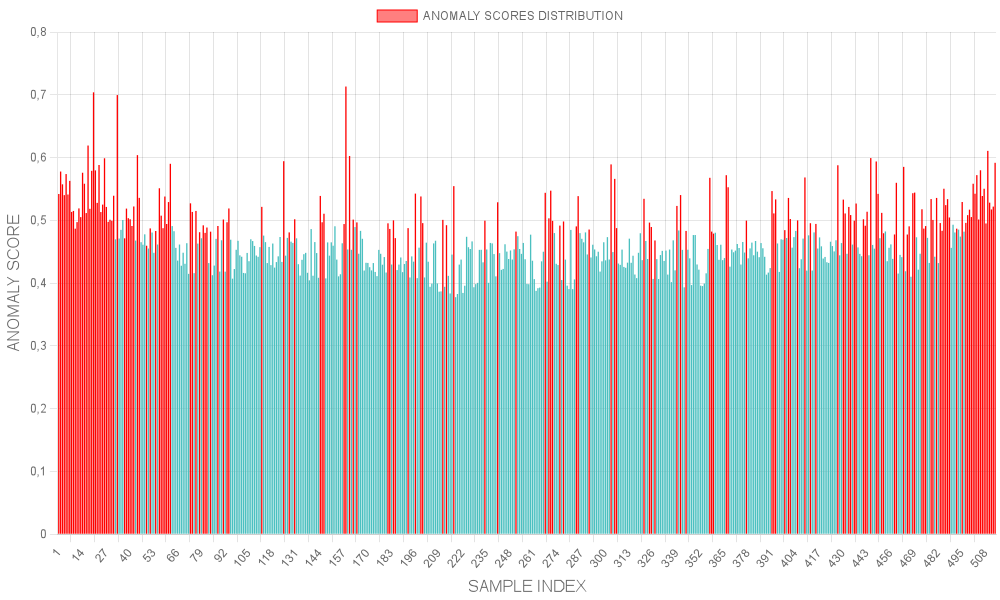 ANOMALY SCORES DISTRIBUTION
0,8
0,7
0,6
0,5
0,4
0,3
0,2
0,1
0
ANOMALY SCORE
1 14 27 40 53 66 79 92 105 118 131 144 157 170 183 196 209 222 235 248 261 274 287 300 313 326 339 352 365 378 391 404 417 430 443 456 469 482 495 508
SAMPLE INDEX